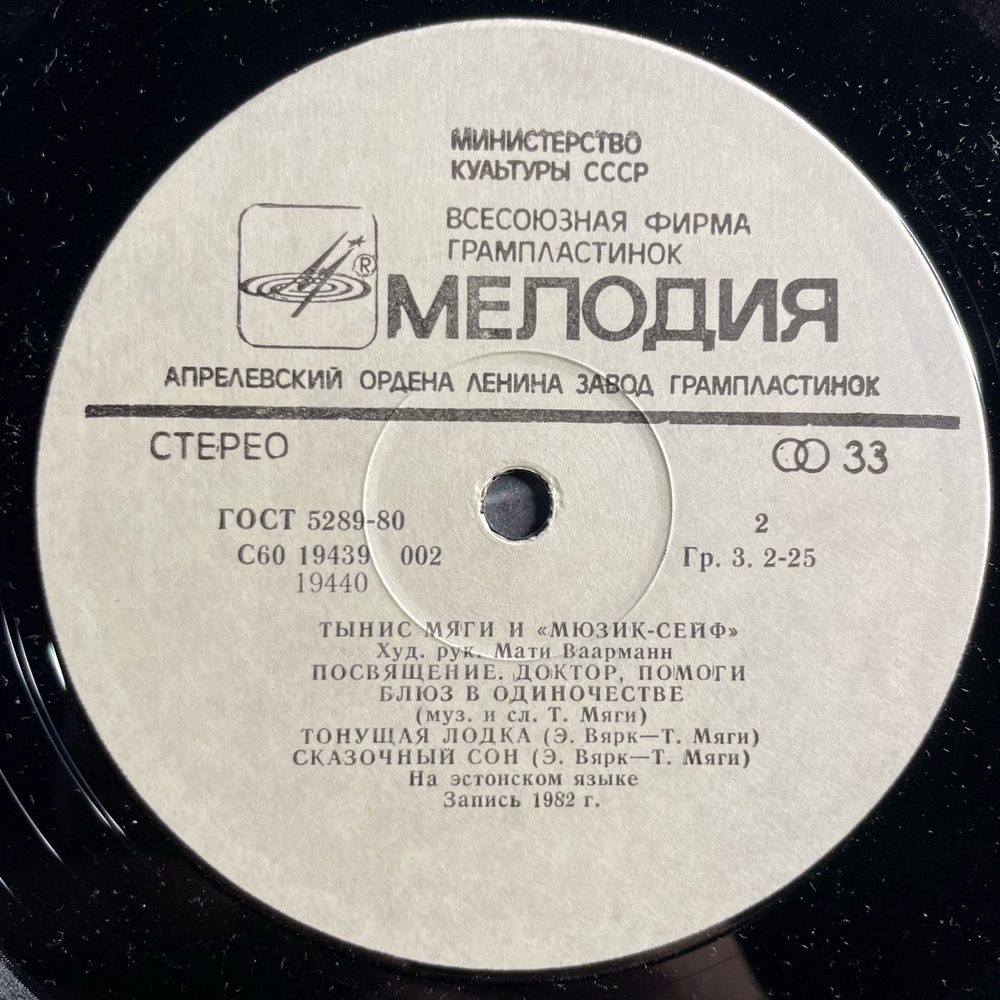 МИНИСТЕРСТВО
КУЛЬТУРЫ СССР
ВСЕСОЮЗНАЯ ФИРМА
ГРАМПЛАСТИНОК
®
МЕЛОДИЯ
АПРЕЛЕВСКИЙ ОРДЕНА ЛЕНИНА ЗАВОД ГРАМПЛАСТИНОК
СТЕРЕО 33
ГОСТ 5289-80 2
С60 19439 002 Гр. 3. 2-25
19440
ТЫНИС МЯГИ И «МЮЗИК-СЕЙФ»
Худ. рук. Мати Ваарманн
ПОСВЯЩЕНИЕ. ДОКТОР, ПОМОГИ
БЛЮЗ В ОДИНОЧЕСТВЕ
(муз. и сл. Т. Мяги)
ТОНУЩАЯ ЛОДКА (Э. Вярк—Т. Мяги)
СКАЗОЧНЫЙ СОН (Э. Вярк—Т. Мяги)
На эстонском языке
Запись 1982 г.